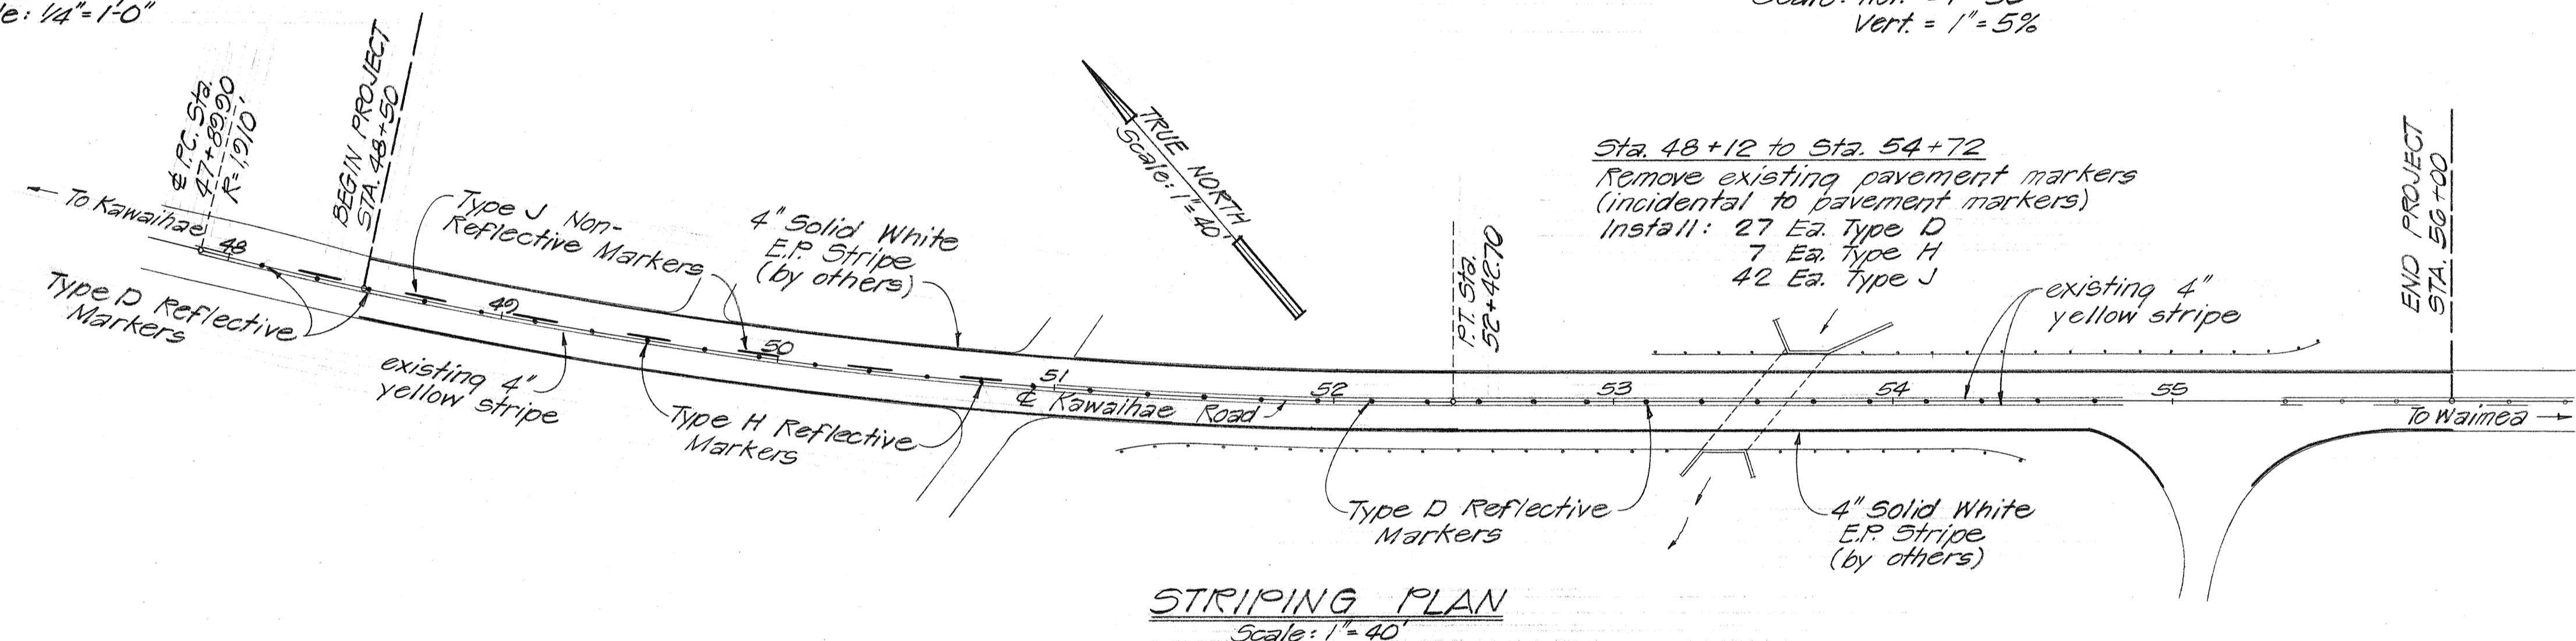 le: 1/4"=1'-0"
Vert. = 1"=5%
℄ P.C. Sta.
47+89.90
R=1,910'
BEGIN PROJECT
STA. 48+50
To Kawaihae
48
Type D Reflective
Markers
Type J Non-
Reflective Markers
49
existing 4"
yellow stripe
4" Solid White
E.P. Stripe
(by others)
50
Type H Reflective
Markers
TRUE NORTH
Scale: 1"=40'
51
℄ Kawaihae Road
52
P.T. Sta.
52+42.70
Sta. 48+12 to Sta. 54+72
Remove existing pavement markers
(incidental to pavement markers)
Install: 27 Ea. Type D
7 Ea. Type H
42 Ea. Type J
53
54
55
existing 4"
yellow stripe
END PROJECT
STA. 56+00
To Waimea
Type D Reflective
Markers
4" Solid White
E.P. Stripe
(by others)
STRIPING PLAN
Scale: 1"=40'